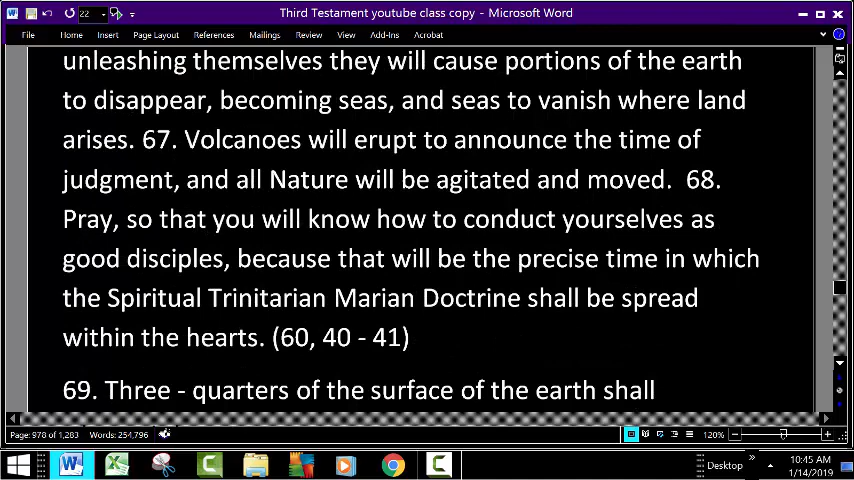 22
Third Testament youtube class copy - Microsoft Word
File Home Insert Page Layout References Mailings Review View Add-Ins Acrobat
unleashing themselves they will cause portions of the earth
to disappear, becoming seas, and seas to vanish where land
arises. 67. Volcanoes will erupt to announce the time of
judgment, and all Nature will be agitated and moved.  68.
Pray, so that you will know how to conduct yourselves as
good disciples, because that will be the precise time in which
the Spiritual Trinitarian Marian Doctrine shall be spread
within the hearts. (60, 40 - 41)
69. Three - quarters of the surface of the earth shall
Page: 978 of 1,283 Words: 254,796 120%
Desktop
10:45 AM
1/14/2019